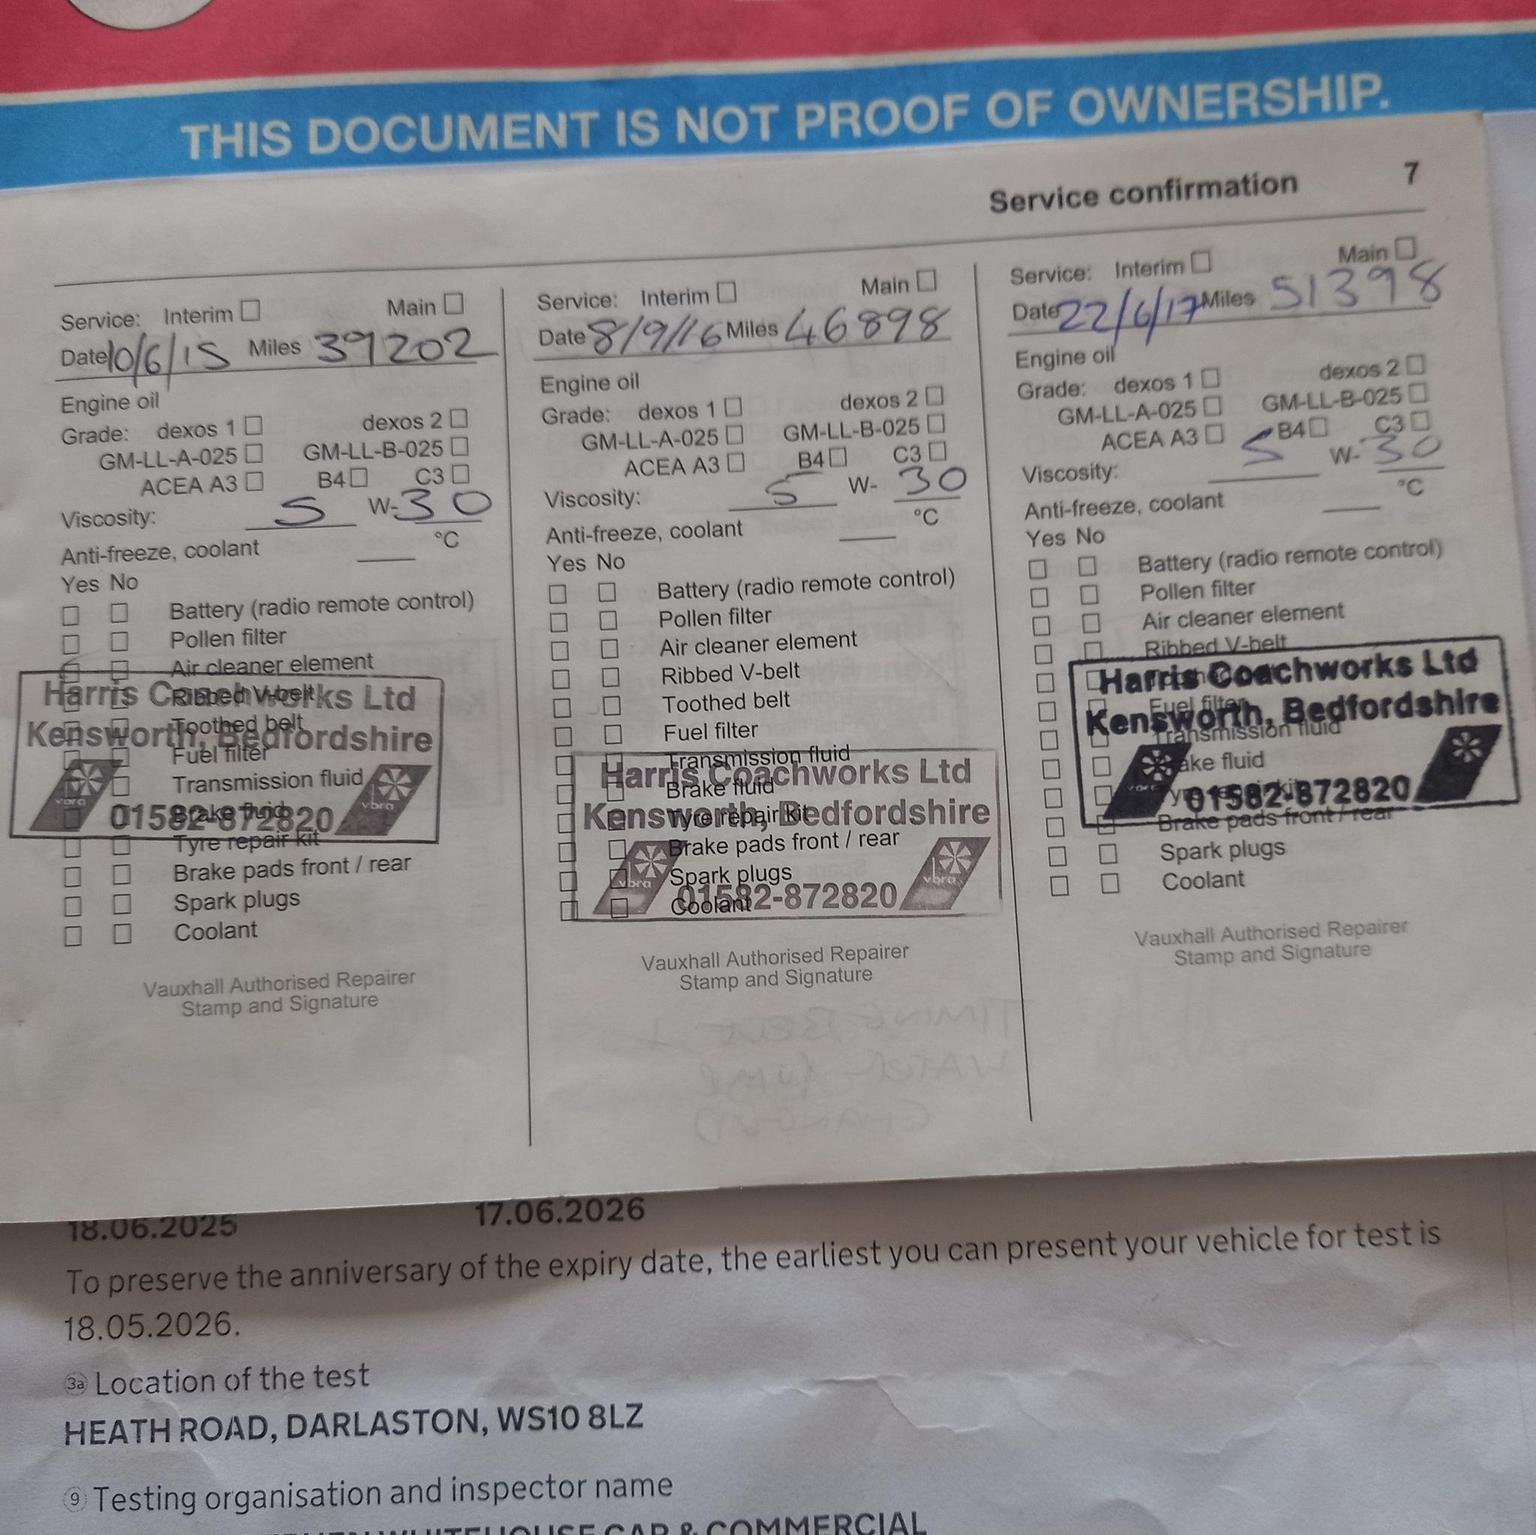 THIS DOCUMENT IS NOT PROOF OF OWNERSHIP.
Service confirmation 7
Service: Interim Main
Date 10/6/15 Miles 39202
Engine oil
Grade: dexos 1 dexos 2
GM-LL-A-025 GM-LL-B-025
ACEA A3 B4 C3
Viscosity: 5 W-30
Anti-freeze, coolant °C
Yes No
Battery (radio remote control)
Pollen filter
Air cleaner element
Ribbed V-belt
Toothed belt
Fuel filter
Transmission fluid
Brake fluid
Tyre repair kit
Brake pads front / rear
Spark plugs
Coolant
Harris Coachworks Ltd
Kensworth, Bedfordshire
vbra 01582-872820 vbra
Vauxhall Authorised Repairer
Stamp and Signature
Service: Interim Main
Date 8/9/16 Miles 46898
Engine oil
Grade: dexos 1 dexos 2
GM-LL-A-025 GM-LL-B-025
ACEA A3 B4 C3
Viscosity: 5 W-30
Anti-freeze, coolant °C
Yes No
Battery (radio remote control)
Pollen filter
Air cleaner element
Ribbed V-belt
Toothed belt
Fuel filter
Transmission fluid
Brake fluid
Tyre repair kit
Brake pads front / rear
Spark plugs
Coolant
Harris Coachworks Ltd
Kensworth, Bedfordshire
vbra 01582-872820 vbra
Vauxhall Authorised Repairer
Stamp and Signature
Service: Interim Main
Date 22/6/17 Miles 51398
Engine oil
Grade: dexos 1 dexos 2
GM-LL-A-025 GM-LL-B-025
ACEA A3 B4 C3
Viscosity: 5 W-30
Anti-freeze, coolant °C
Yes No
Battery (radio remote control)
Pollen filter
Air cleaner element
Ribbed V-belt
Fuel filter
Transmission fluid
Brake fluid
Brake pads front / rear
Spark plugs
Coolant
Harris Coachworks Ltd
Kensworth, Bedfordshire
01582-872820
Vauxhall Authorised Repairer
Stamp and Signature
18.06.2025 17.06.2026
To preserve the anniversary of the expiry date, the earliest you can present your vehicle for test is
18.05.2026.
3a Location of the test
HEATH ROAD, DARLASTON, WS10 8LZ
9 Testing organisation and inspector name
WHITEHOUSE CAR & COMMERCIAL